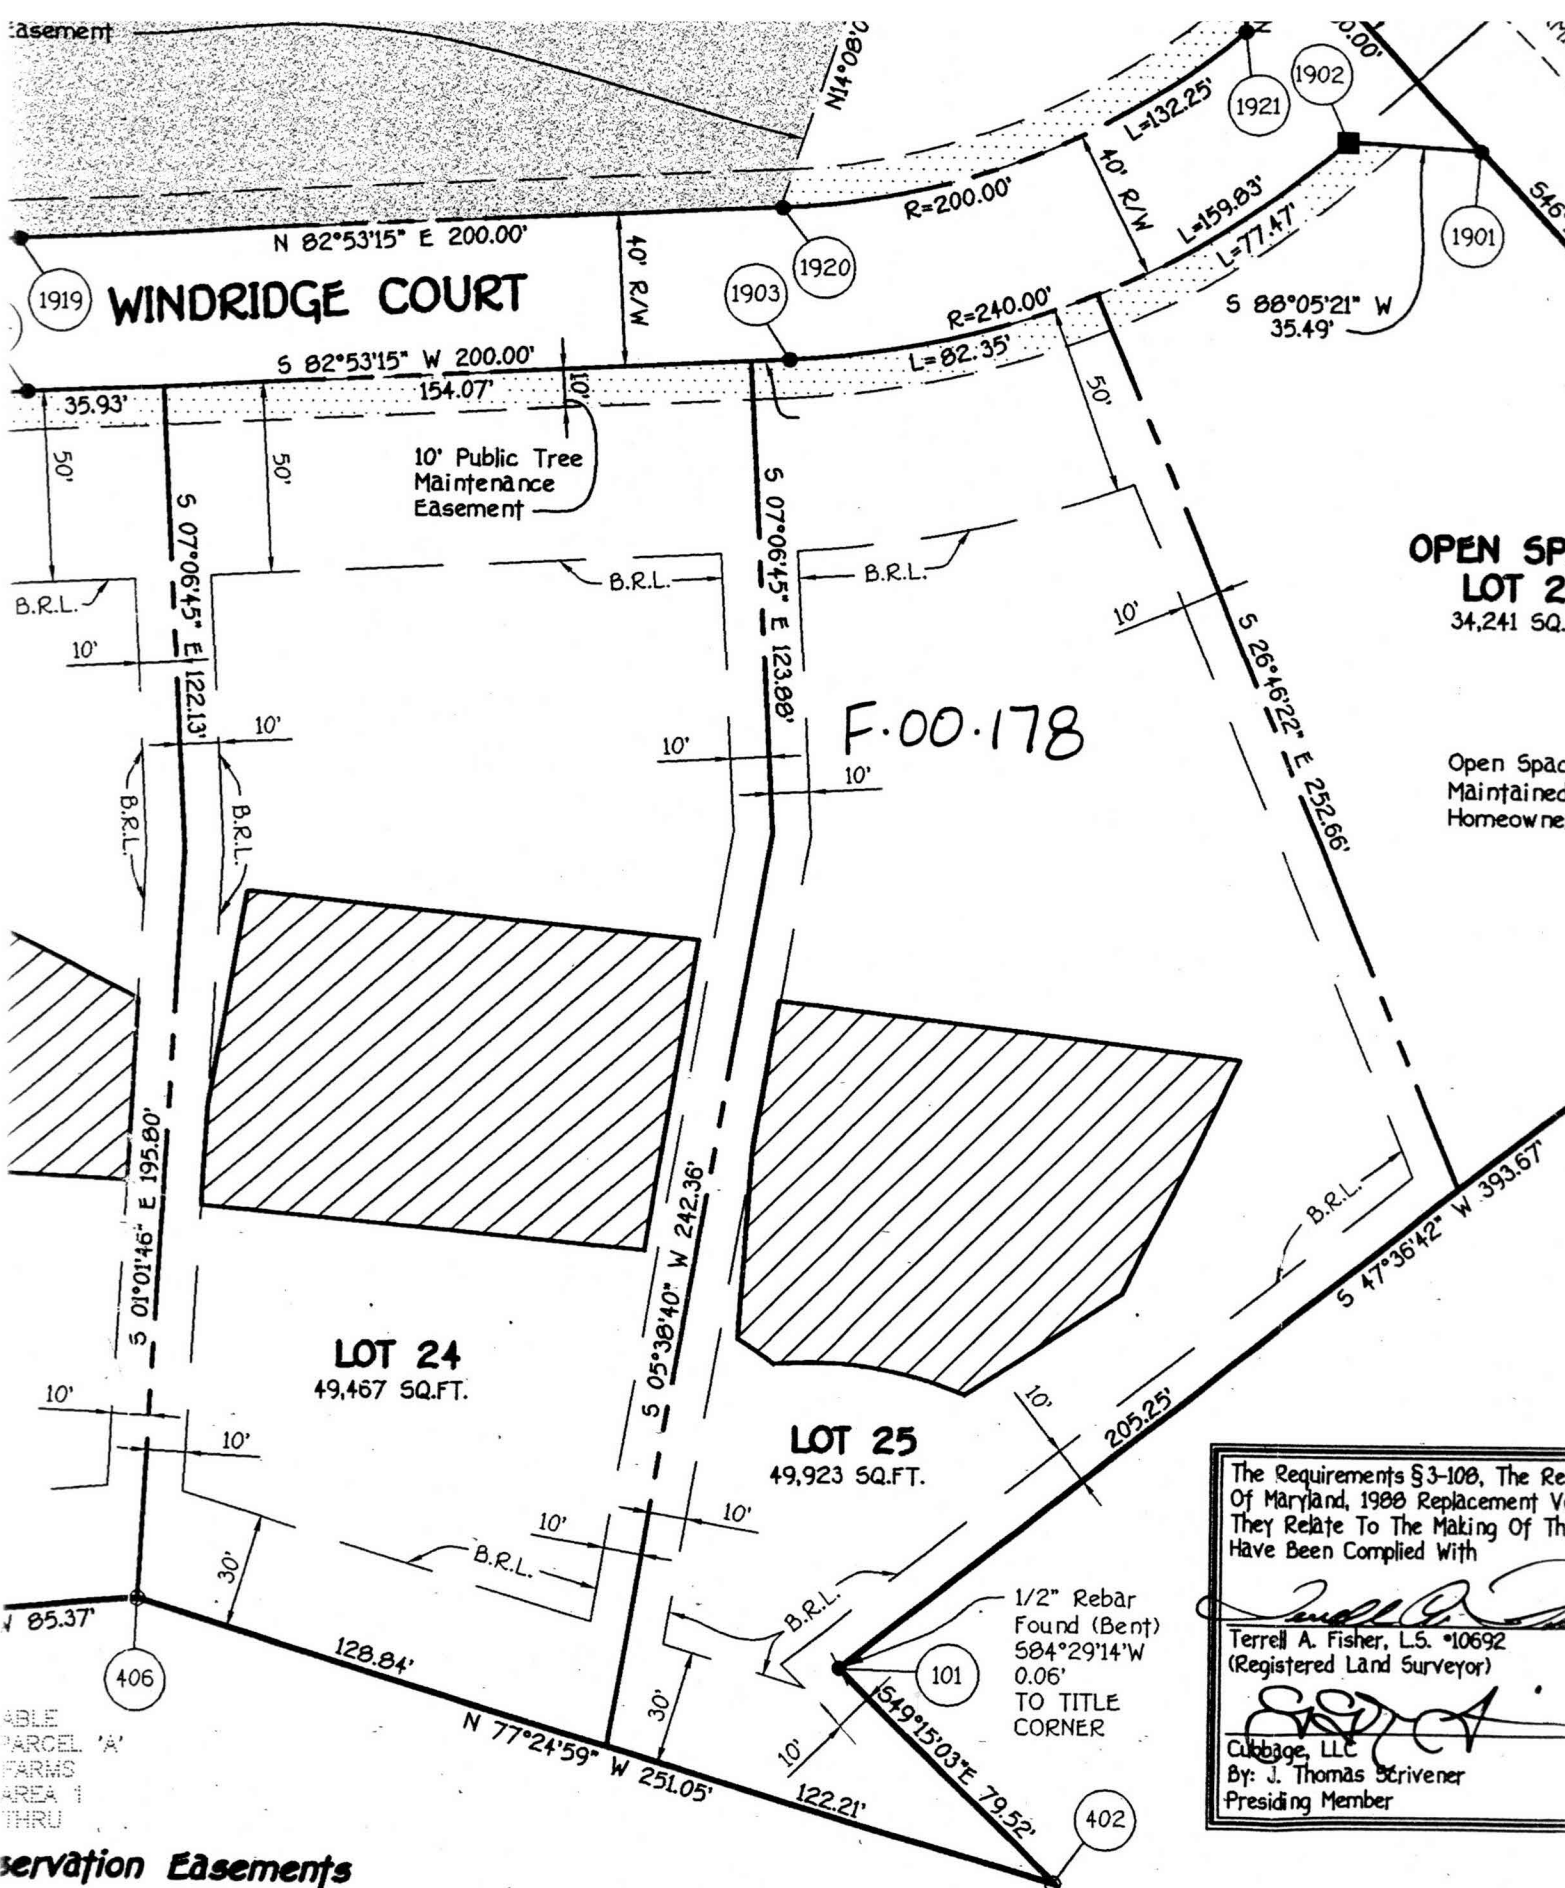 Easement
N14°08'0
0.00'
1902
1921
L=132.25'
40' R/W
R=200.00'
L=159.83'
L=77.47'
1901
546'
N 82°53'15" E 200.00'
1919
WINDRIDGE COURT
40' R/W
1903
1920
S 88°05'21" W
35.49'
R=240.00'
L=82.35'
S 82°53'15" W 200.00'
35.93'
154.07'
10'
50'
50'
50'
10' Public Tree
Maintenance
Easement
S 07°06'45" E 122.13'
S 07°06'45" E 123.88'
B.R.L.
B.R.L.
B.R.L.
OPEN SP
LOT 2
34,241 SQ.
10'
10'
S 26°46'22" E 252.66'
F.00.178
10'
10'
10'
B.R.L.
B.R.L.
Open Spac
Maintained
Homeowne
S 01°01'46" E 195.80'
S 05°38'40" W 242.36'
B.R.L.
S 47°36'42" W 393.67'
LOT 24
49,467 SQ.FT.
10'
10'
10'
205.25'
LOT 25
49,923 SQ.FT.
10'
10'
30'
B.R.L.
B.R.L.
1/2" Rebar
Found (Bent)
S84°29'14"W
0.06'
TO TITLE
CORNER
101
W 85.37'
406
128.84'
30'
10'
S49°15'03"E 79.52'
N 77°24'59" W 251.05'
122.21'
402
The Requirements §3-108, The Re
Of Maryland, 1988 Replacement V
They Relate To The Making Of Th
Have Been Complied With
Terrell A. Fisher, L.S. #10692
(Registered Land Surveyor)
Cubbage, LLC
By: J. Thomas Scrivener
Presiding Member
ABLE
PARCEL 'A'
FARMS
AREA 1
THRU
servation Easements